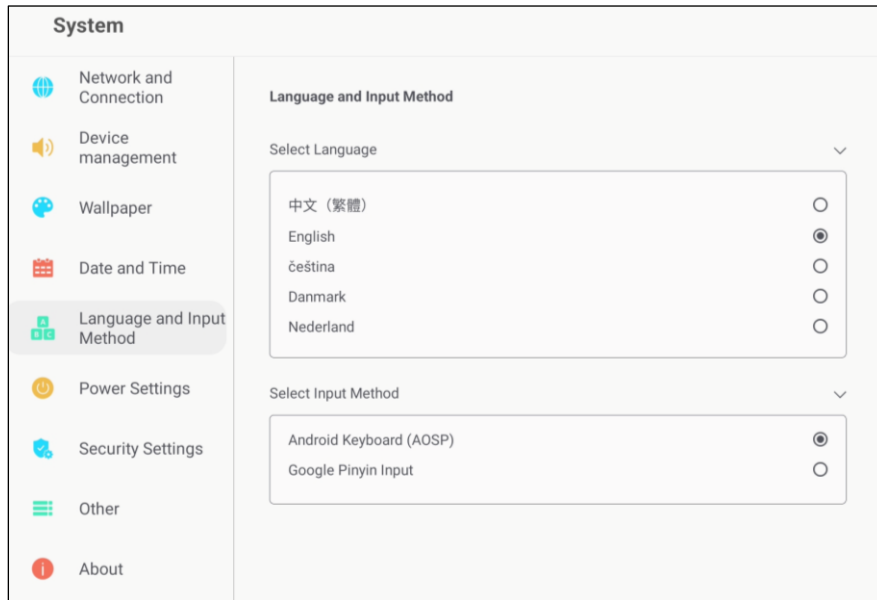 System
Network and
Connection
Device
management
Wallpaper
Date and Time
Language and Input
Method
Power Settings
Security Settings
Other
About
Language and Input Method
Select Language
中文（繁體）
English
čeština
Danmark
Nederland
Select Input Method
Android Keyboard (AOSP)
Google Pinyin Input